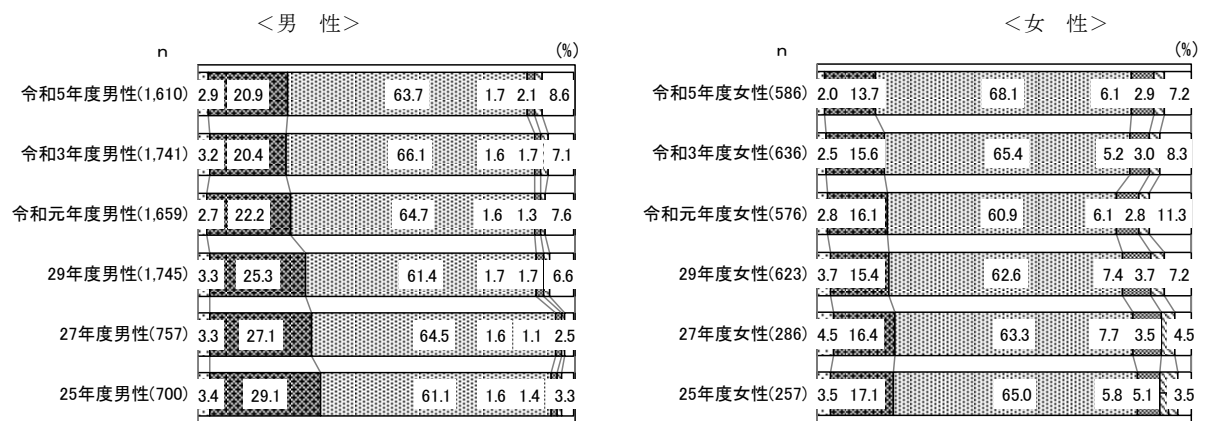 ＜男　性＞
n (%)
令和5年度男性(1,610) 2.9 20.9 63.7 1.7 2.1 8.6
令和3年度男性(1,741) 3.2 20.4 66.1 1.6 1.7 7.1
令和元年度男性(1,659) 2.7 22.2 64.7 1.6 1.3 7.6
29年度男性(1,745) 3.3 25.3 61.4 1.7 1.7 6.6
27年度男性(757) 3.3 27.1 64.5 1.6 1.1 2.5
25年度男性(700) 3.4 29.1 61.1 1.6 1.4 3.3
＜女　性＞
n (%)
令和5年度女性(586) 2.0 13.7 68.1 6.1 2.9 7.2
令和3年度女性(636) 2.5 15.6 65.4 5.2 3.0 8.3
令和元年度女性(576) 2.8 16.1 60.9 6.1 2.8 11.3
29年度女性(623) 3.7 15.4 62.6 7.4 3.7 7.2
27年度女性(286) 4.5 16.4 63.3 7.7 3.5 4.5
25年度女性(257) 3.5 17.1 65.0 5.8 5.1 3.5